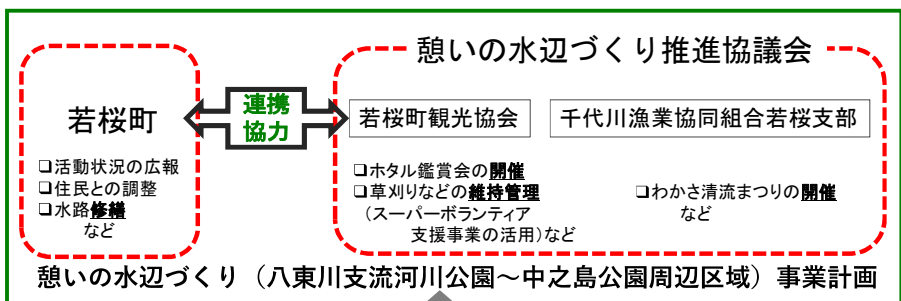 憩いの水辺づくり推進協議会
若桜町
連携
協力
若桜町観光協会
千代川漁業協同組合若桜支部
❑活動状況の広報
❑住民との調整
❑水路修繕
など
❑ホタル鑑賞会の開催
❑草刈りなどの維持管理
(スーパーボランティア
支援事業の活用)など
❑わかさ清流まつりの開催
など
憩いの水辺づくり(八東川支流河川公園～中之島公園周辺区域)事業計画